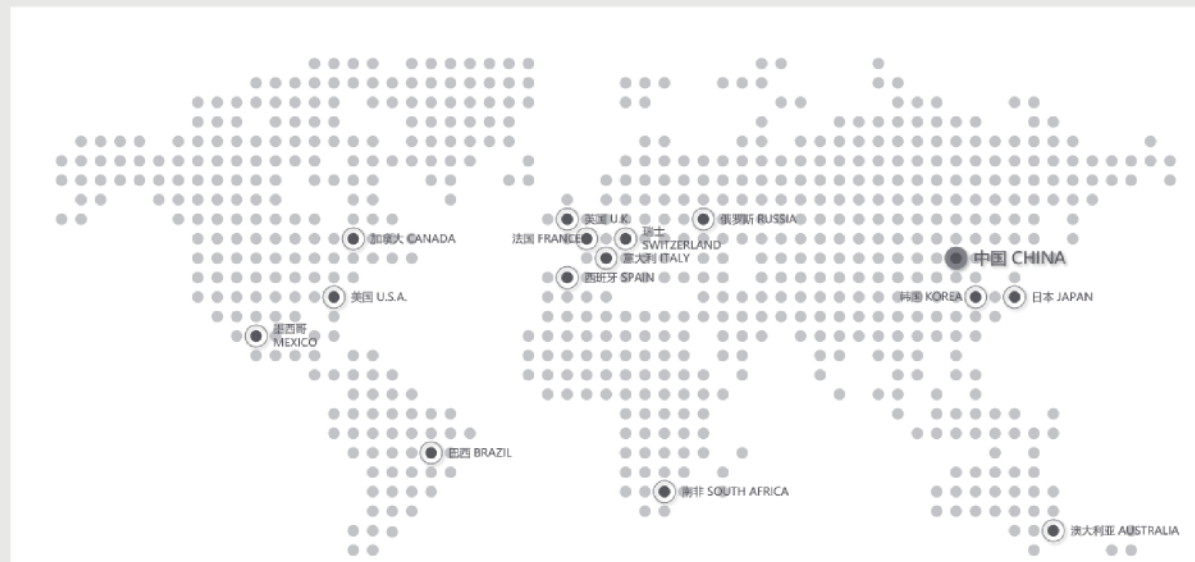 英国 U.K
俄罗斯 RUSSIA
加拿大 CANADA
法国 FRANCE
瑞士
SWITZERLAND
意大利 ITALY
中国 CHINA
西班牙 SPAIN
美国 U.S.A.
韩国 KOREA
日本 JAPAN
墨西哥
MEXICO
巴西 BRAZIL
南非 SOUTH AFRICA
澳大利亚 AUSTRALIA